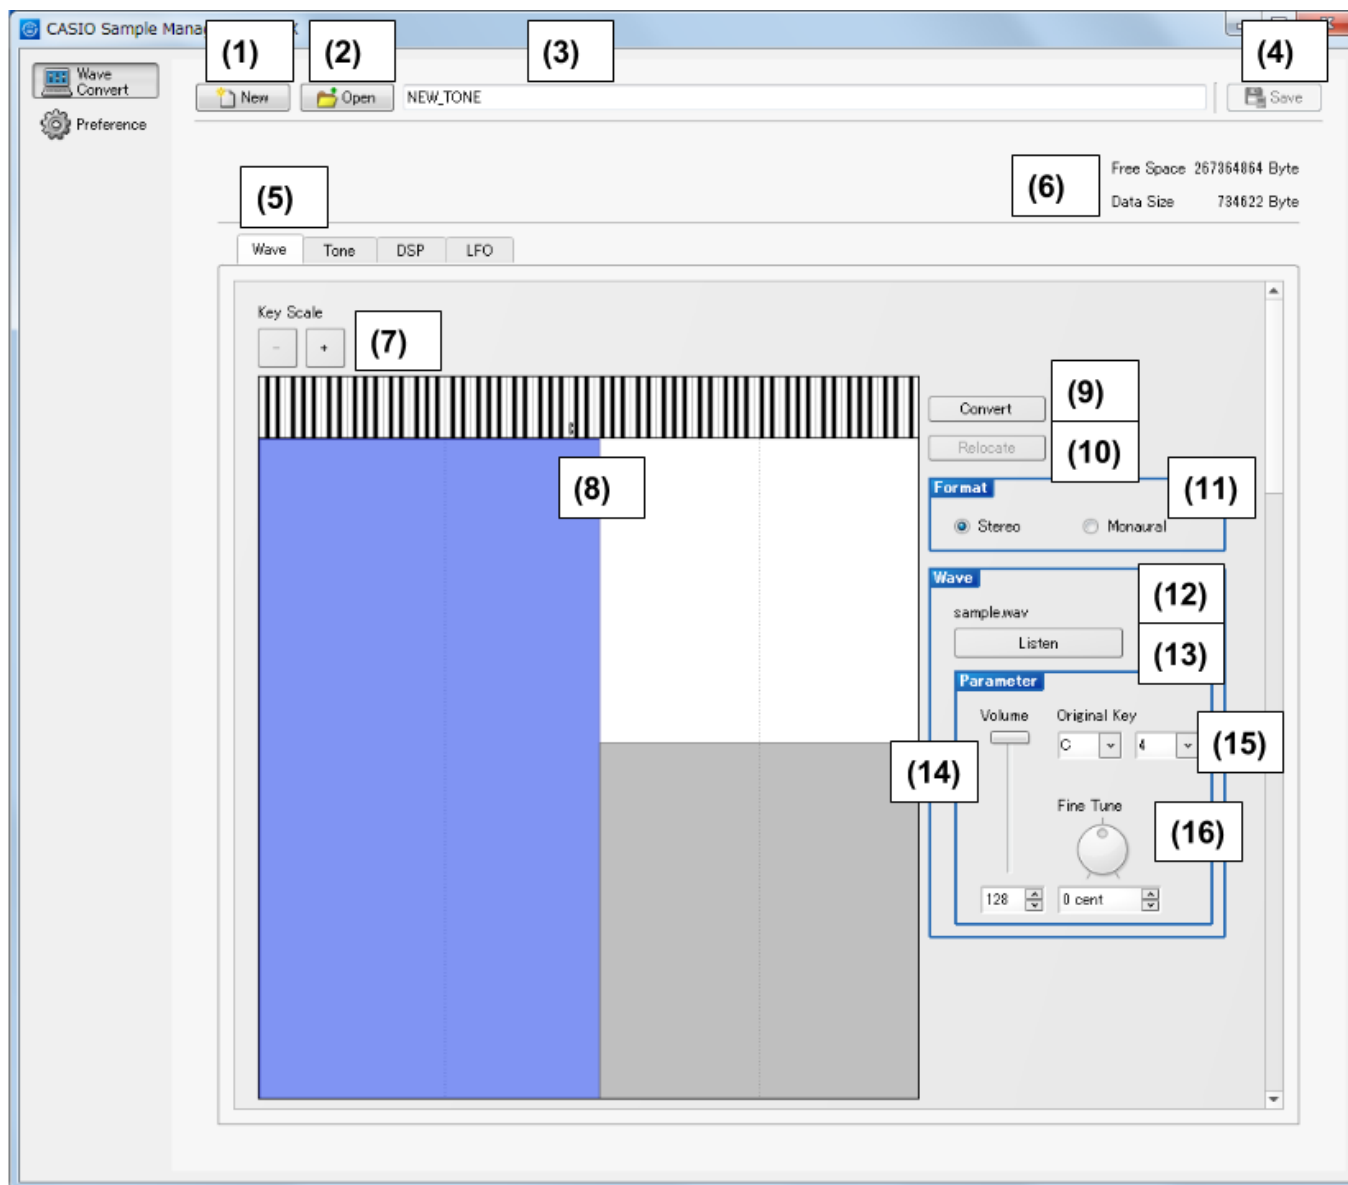 CASIO Sample Mana
(1)
(2)
(3)
(4)
Wave
Convert
New
Open
NEW_TONE
Save
Preference
(5)
(6)
Free Space 267364864 Byte
Data Size 734622 Byte
Wave Tone DSP LFO
Key Scale
- +
(7)
(8)
Convert
(9)
Relocate
(10)
Format
(11)
Stereo Monaural
Wave
(12)
sample.wav
Listen
(13)
Parameter
Volume Original Key
C 4
(14)
(15)
Fine Tune
(16)
128 0 cent